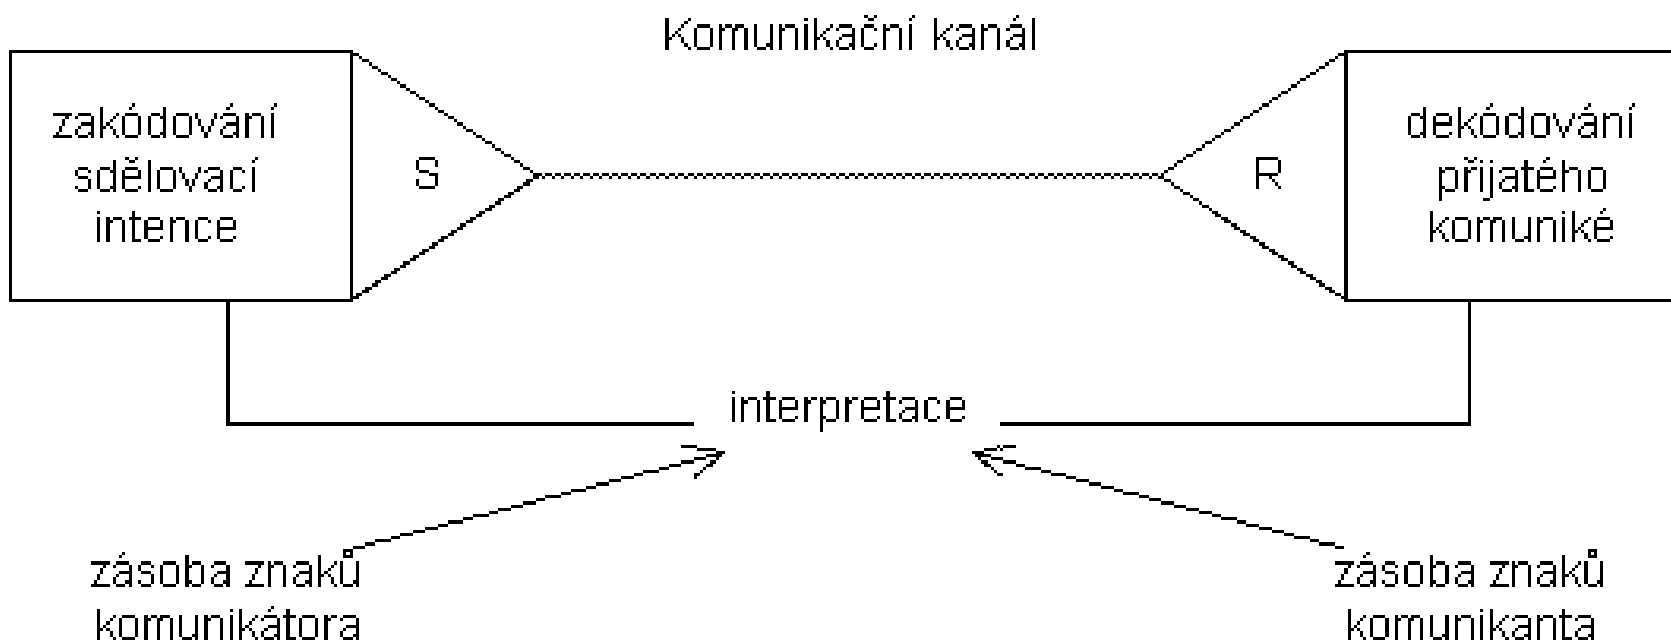 Komunikační kanál
zakódování
sdělovací
intence
S
R
dekódování
přijatého
komuniké
interpretace
zásoba znaků
komunikátora
zásoba znaků
komunikanta